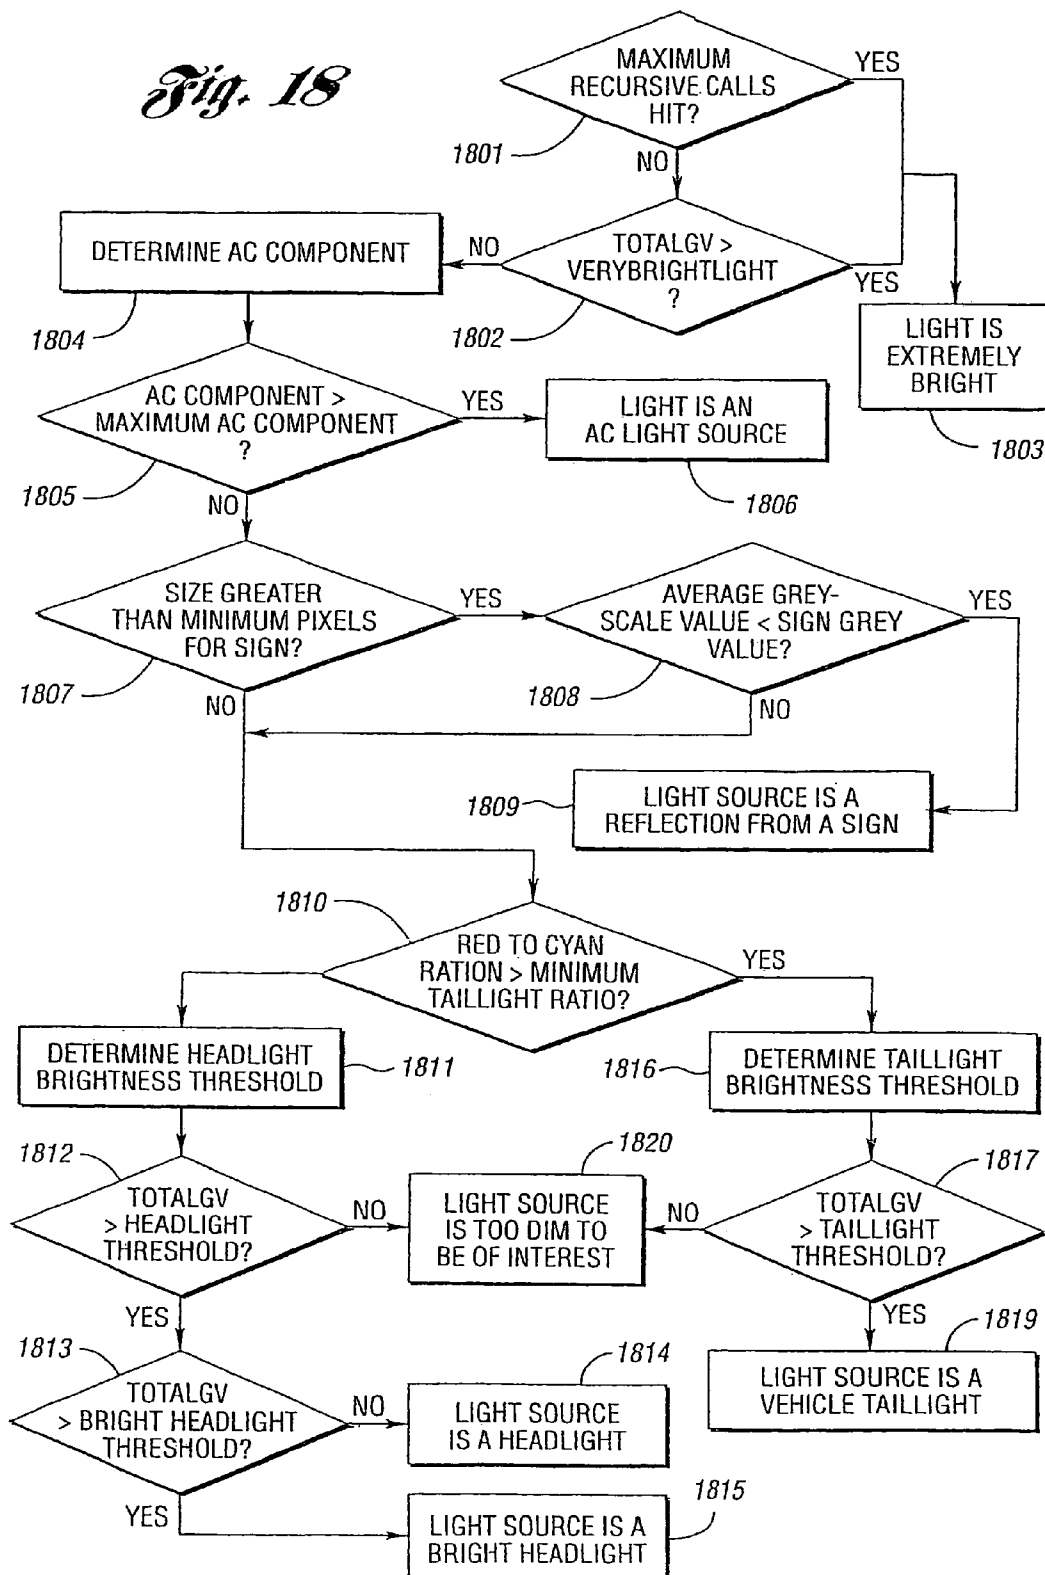 Fig. 18
MAXIMUM
RECURSIVE CALLS
HIT?
YES
1801
NO
DETERMINE AC COMPONENT
NO
TOTALGV >
VERYBRIGHTLIGHT
?
YES
1804
1802
LIGHT IS
EXTREMELY
BRIGHT
1803
AC COMPONENT >
MAXIMUM AC COMPONENT
?
YES
LIGHT IS AN
AC LIGHT SOURCE
1805
NO
1806
SIZE GREATER
THAN MINIMUM PIXELS
FOR SIGN?
YES
AVERAGE GREY-
SCALE VALUE < SIGN GREY
VALUE?
YES
1807
NO
1808
NO
1809
LIGHT SOURCE IS A
REFLECTION FROM A SIGN
1810
RED TO CYAN
RATION > MINIMUM
TAILLIGHT RATIO?
YES
DETERMINE HEADLIGHT
BRIGHTNESS THRESHOLD
1811
1816
DETERMINE TAILLIGHT
BRIGHTNESS THRESHOLD
1812
TOTALGV
> HEADLIGHT
THRESHOLD?
NO
1820
LIGHT SOURCE
IS TOO DIM TO
BE OF INTEREST
NO
1817
TOTALGV
> TAILLIGHT
THRESHOLD?
YES
YES
1813
TOTALGV
> BRIGHT HEADLIGHT
THRESHOLD?
NO
1814
LIGHT SOURCE
IS A HEADLIGHT
1819
LIGHT SOURCE IS A
VEHICLE TAILLIGHT
YES
1815
LIGHT SOURCE IS A
BRIGHT HEADLIGHT